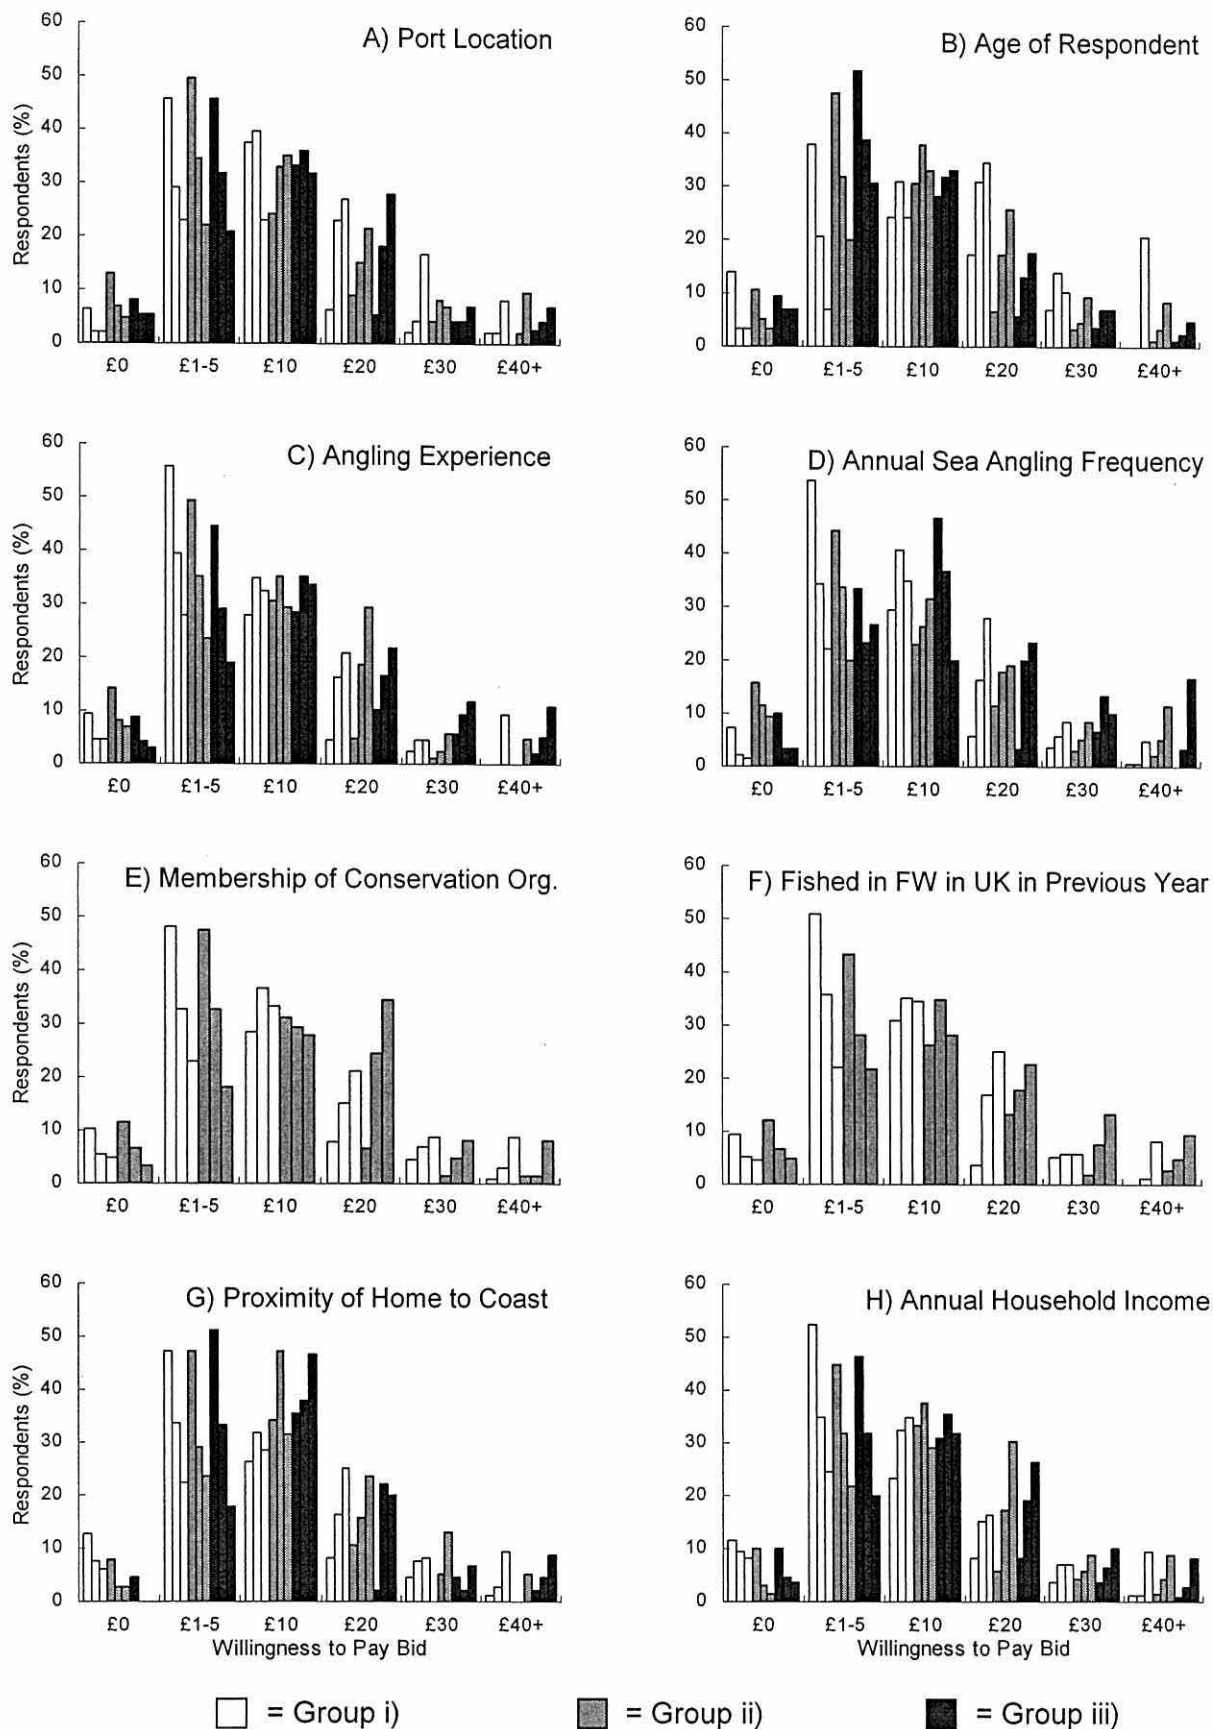 A) Port Location
60
50
40
30
20
10
0
Respondents (%)
£0 £1-5 £10 £20 £30 £40+
B) Age of Respondent
60
50
40
30
20
10
0
£0 £1-5 £10 £20 £30 £40+
C) Angling Experience
60
50
40
30
20
10
0
Respondents (%)
£0 £1-5 £10 £20 £30 £40+
D) Annual Sea Angling Frequency
60
50
40
30
20
10
0
£0 £1-5 £10 £20 £30 £40+
E) Membership of Conservation Org.
60
50
40
30
20
10
0
Respondents (%)
£0 £1-5 £10 £20 £30 £40+
F) Fished in FW in UK in Previous Year
60
50
40
30
20
10
0
£0 £1-5 £10 £20 £30 £40+
G) Proximity of Home to Coast
60
50
40
30
20
10
0
Respondents (%)
£0 £1-5 £10 £20 £30 £40+
Willingness to Pay Bid
H) Annual Household Income
60
50
40
30
20
10
0
£0 £1-5 £10 £20 £30 £40+
Willingness to Pay Bid
= Group i) = Group ii) = Group iii)